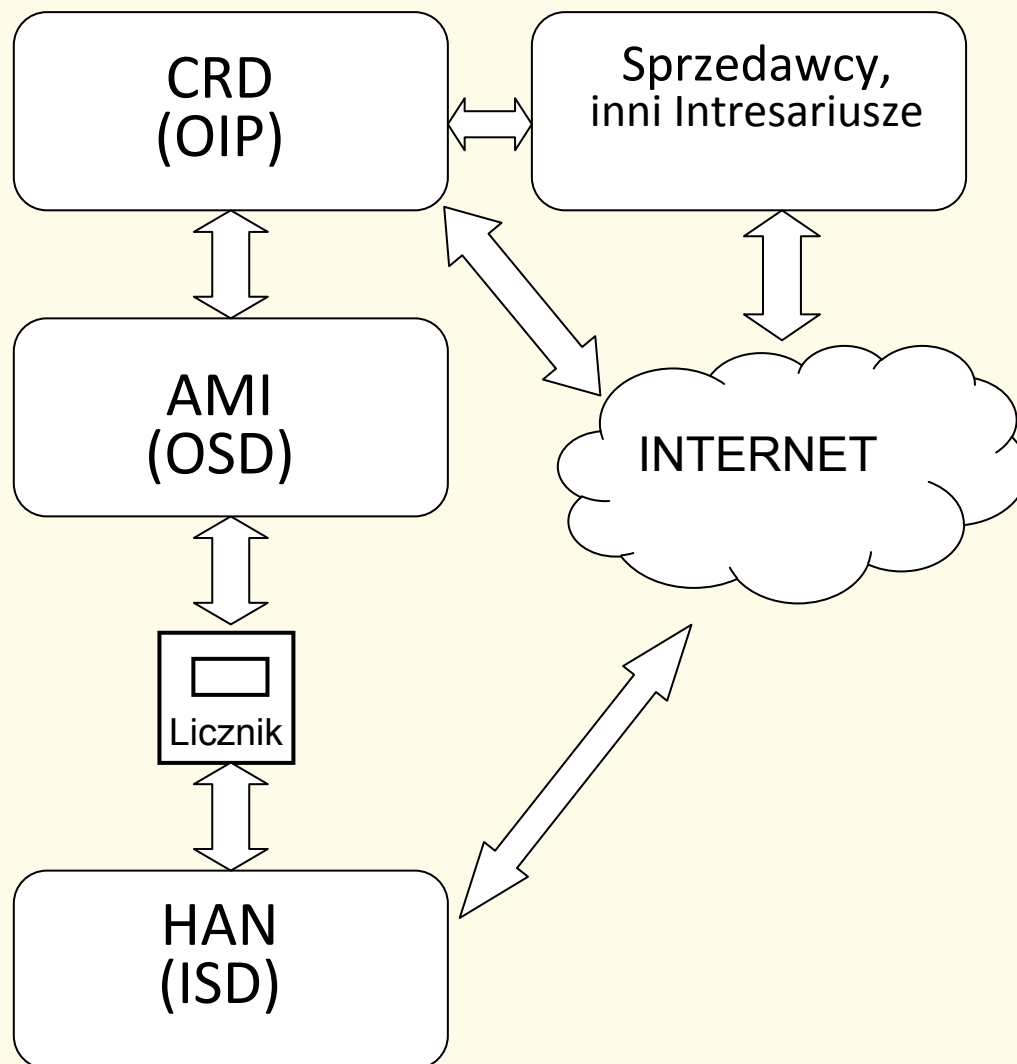 CRD
(OIP)
Sprzedawcy,
inni Intresariusze
AMI
(OSD)
INTERNET
Licznik
HAN
(ISD)